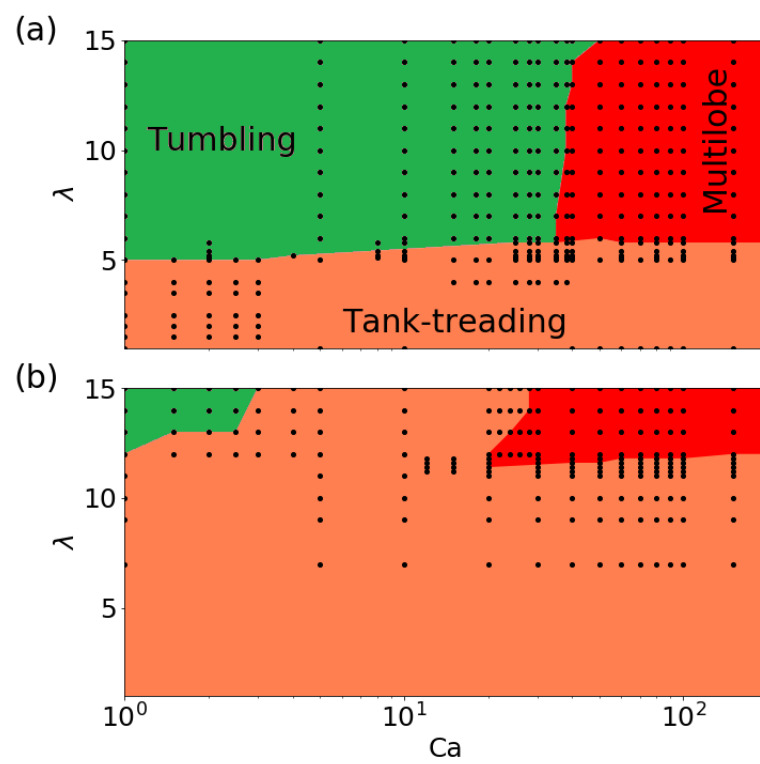 (a)
15
10
5
λ
Tumbling
Multilobe
Tank-treading
(b)
15
10
5
λ
10⁰
10¹
10²
Ca